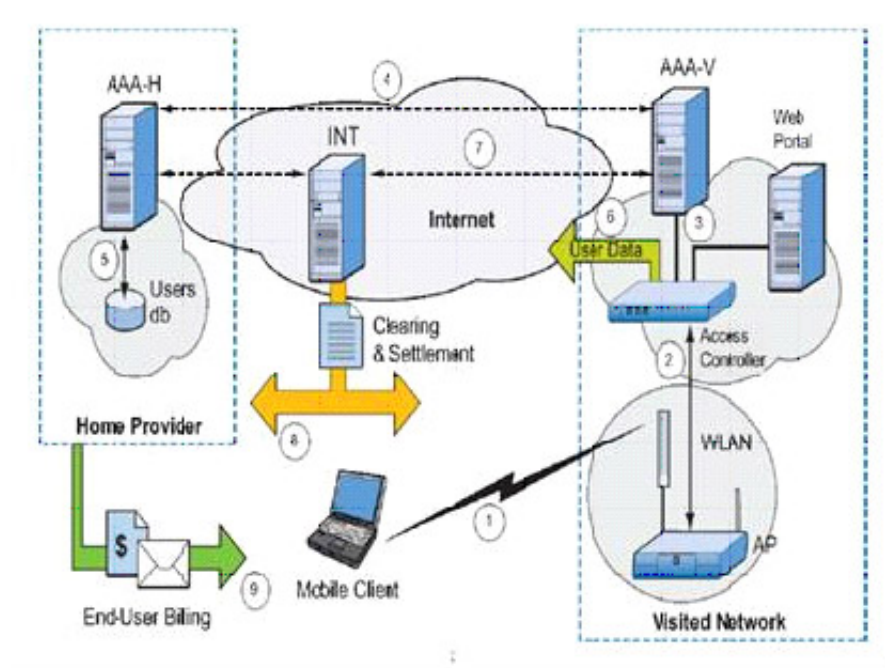 AAA-H
4
AAA-V
INT
Web
Portal
7
Internet
6
3
User Data
5
Users
db
Clearing
& Settlement
Access
Controller
2
Home Provider
8
WLAN
1
$
AP
9
Mobile Client
End-User Billing
Visited Network